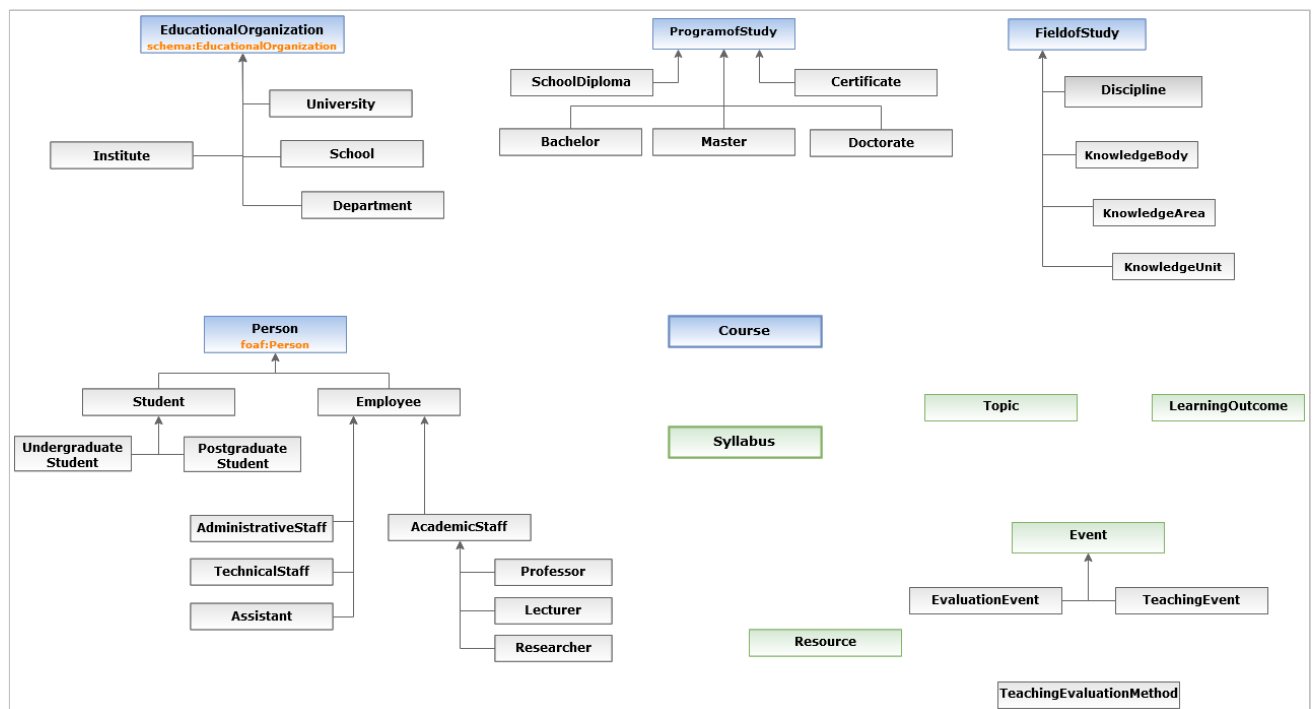 EducationalOrganization
schema:EducationalOrganization
ProgramofStudy
FieldofStudy
SchoolDiploma
Certificate
Discipline
University
Bachelor
Master
Doctorate
Institute
School
KnowledgeBody
Department
KnowledgeArea
KnowledgeUnit
Person
foaf:Person
Course
Student
Employee
Topic
LearningOutcome
Undergraduate
Student
Postgraduate
Student
Syllabus
AdministrativeStaff
AcademicStaff
Event
TechnicalStaff
Professor
Assistant
Lecturer
EvaluationEvent
TeachingEvent
Researcher
Resource
TeachingEvaluationMethod